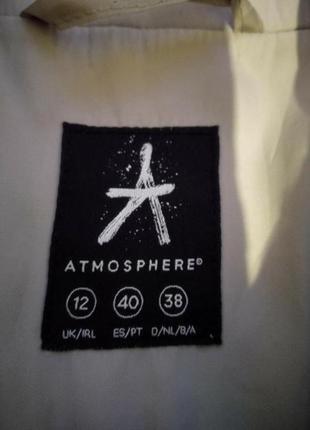 A
ATMOSPHERE®
12 40 38
UK/IRL ES/PT D/NL/B/A